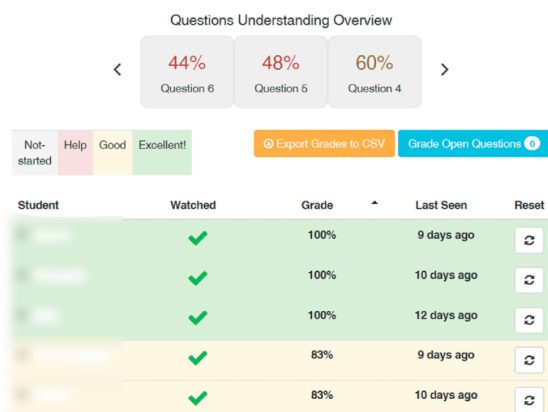 Questions Understanding Overview
44% 48% 60%
Question 6 Question 5 Question 4
Not-started Help Good Excellent!
Export Grades to CSV Grade Open Questions 0
Student Watched Grade Last Seen Reset
100% 9 days ago
100% 10 days ago
100% 12 days ago
83% 9 days ago
83% 10 days ago